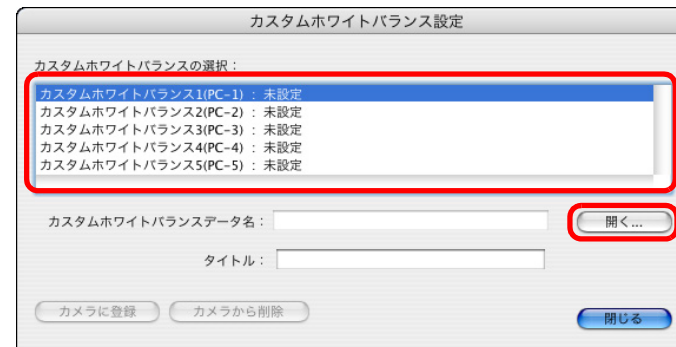 カスタムホワイトバランス設定
カスタムホワイトバランスの選択：
カスタムホワイトバランス1(PC-1) ： 未設定
カスタムホワイトバランス2(PC-2) ： 未設定
カスタムホワイトバランス3(PC-3) ： 未設定
カスタムホワイトバランス4(PC-4) ： 未設定
カスタムホワイトバランス5(PC-5) ： 未設定
カスタムホワイトバランスデータ名： 開く...
タイトル：
カメラに登録 カメラから削除 閉じる